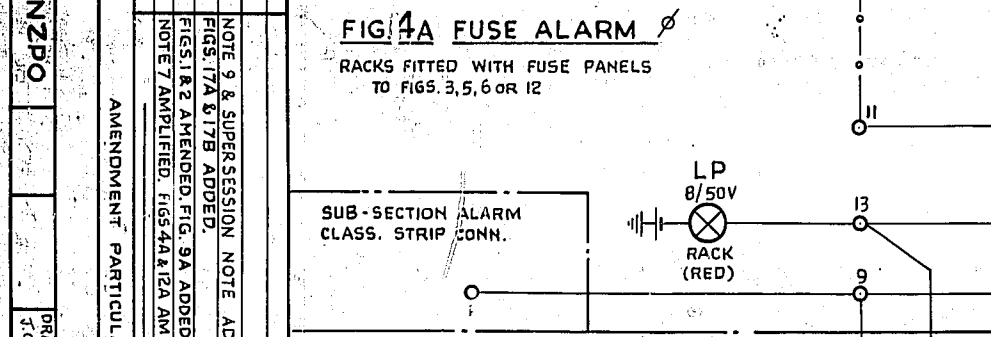 NZPO
AMENDMENT PARTICUL
NOTE 9 & SUPERSESSION NOTE AD
FIGS. 17A & 17B ADDED.
FIGS. 1 & 2 AMENDED. FIG. 9A ADDED
NOTE 7 AMPLIFIED. FIGS 4A & 12A AM
DR
J.C
FIG. 4A FUSE ALARM ∅
RACKS FITTED WITH FUSE PANELS
TO FIGS. 3, 5, 6 OR 12
11
LP
8/50V
13
RACK
(RED)
SUB-SECTION ALARM
CLASS. STRIP CONN.
9